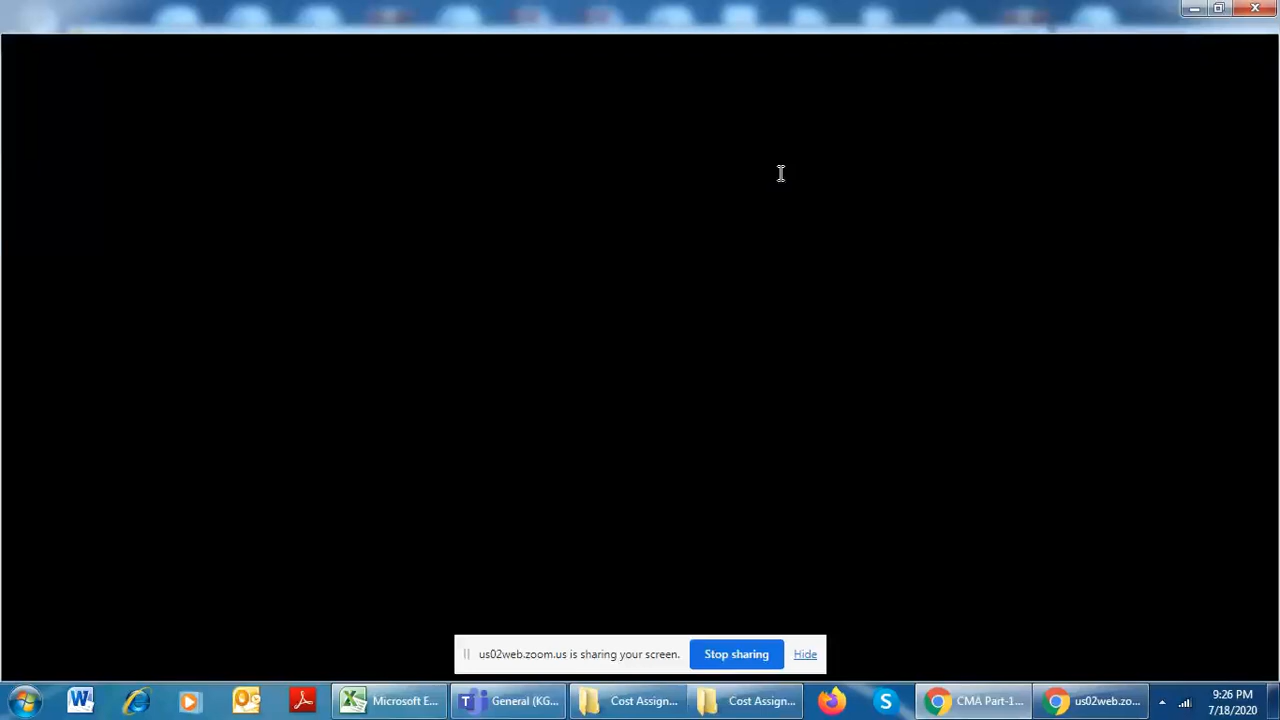 us02web.zoom.us is sharing your screen. Stop sharing Hide
Microsoft E... General (KG... Cost Assign... Cost Assign... CMA Part-1... us02web.zo... 9:26 PM
7/18/2020